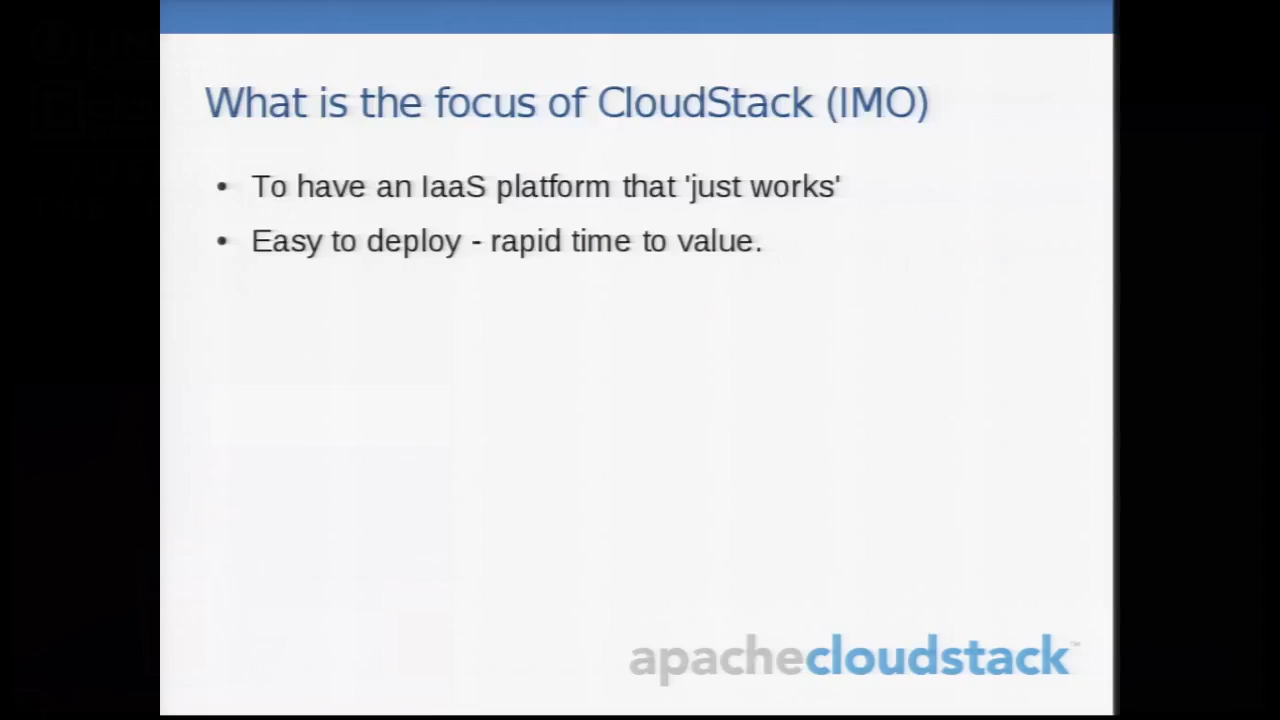 What is the focus of CloudStack (IMO)
• To have an IaaS platform that 'just works'
• Easy to deploy - rapid time to value.
apachecloudstack™